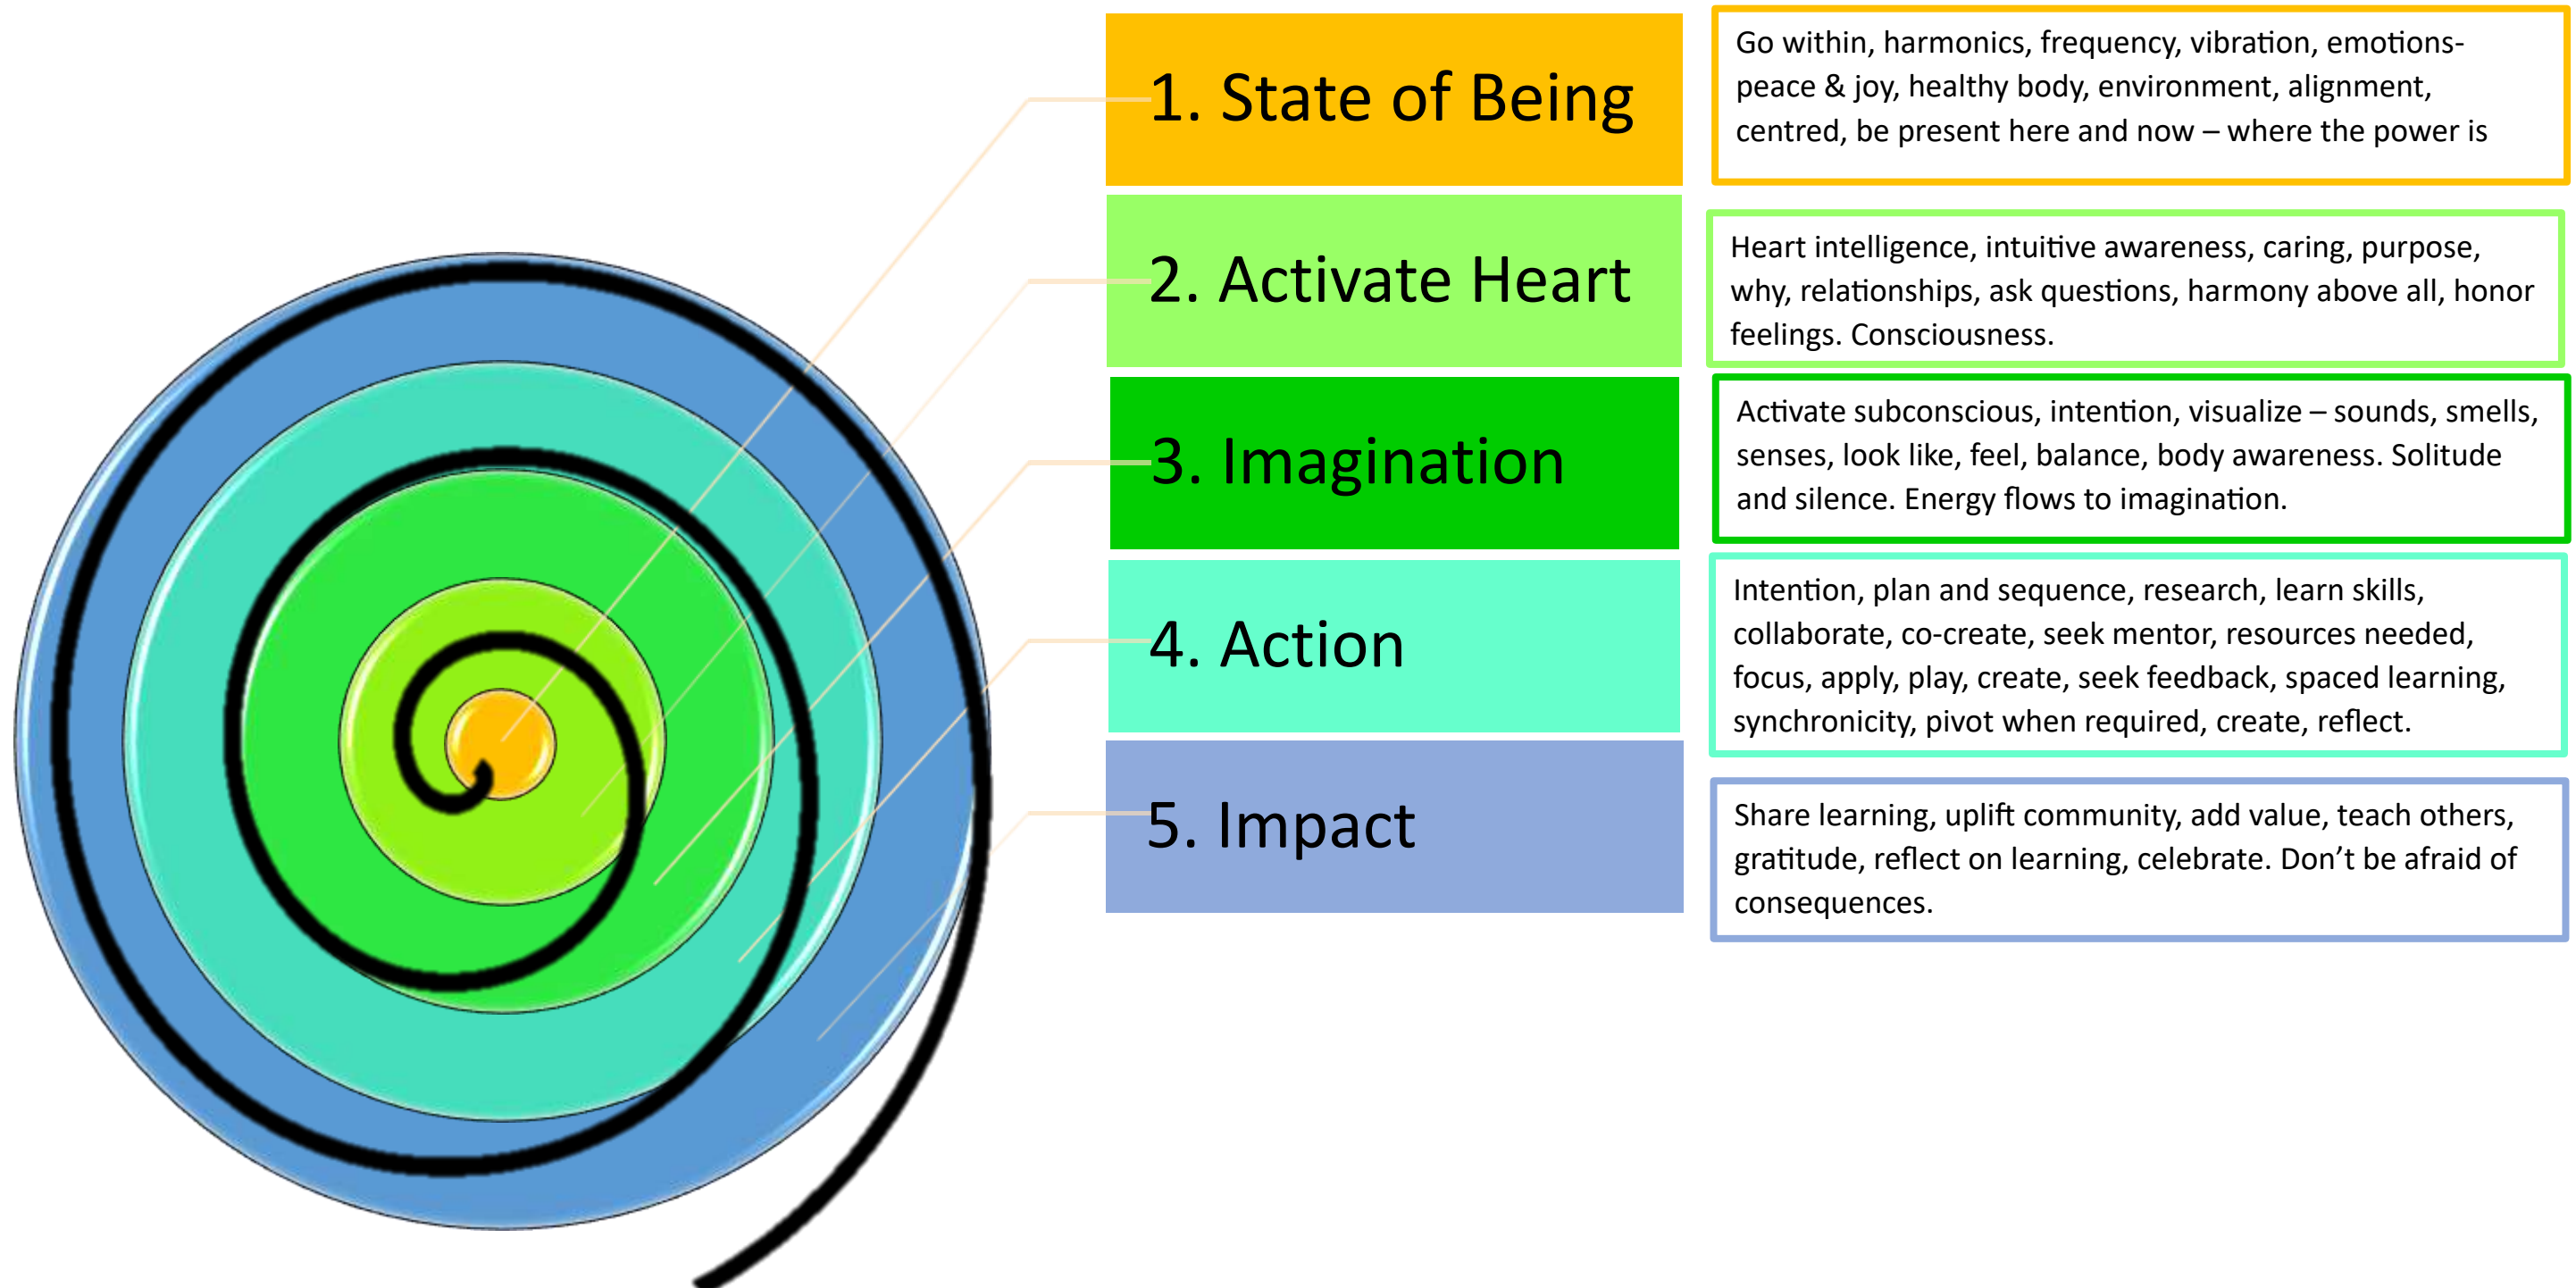 1. State of Being
Go within, harmonics, frequency, vibration, emotions-
peace & joy, healthy body, environment, alignment,
centred, be present here and now – where the power is
2. Activate Heart
Heart intelligence, intuitive awareness, caring, purpose,
why, relationships, ask questions, harmony above all, honor
feelings. Consciousness.
3. Imagination
Activate subconscious, intention, visualize – sounds, smells,
senses, look like, feel, balance, body awareness. Solitude
and silence. Energy flows to imagination.
4. Action
Intention, plan and sequence, research, learn skills,
collaborate, co-create, seek mentor, resources needed,
focus, apply, play, create, seek feedback, spaced learning,
synchronicity, pivot when required, create, reflect.
5. Impact
Share learning, uplift community, add value, teach others,
gratitude, reflect on learning, celebrate. Don’t be afraid of
consequences.